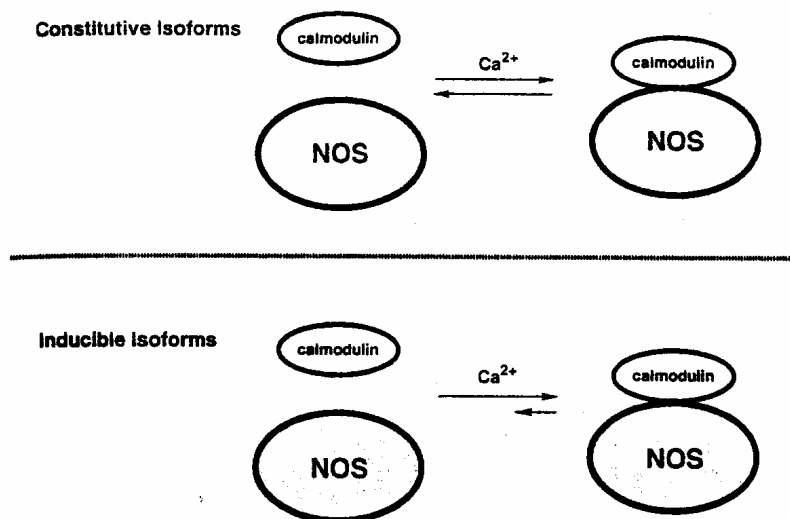 Constitutive Isoforms
calmodulin
NOS
Ca2+
calmodulin
NOS
Inducible isoforms
calmodulin
NOS
Ca2+
calmodulin
NOS